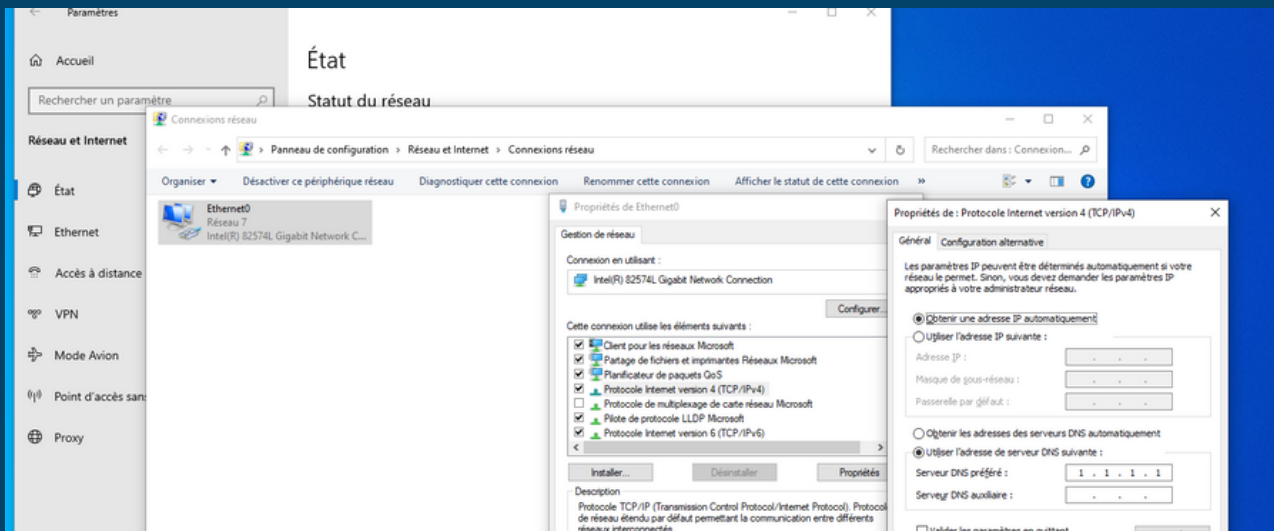 Paramètres
Accueil
Rechercher un paramètre
Réseau et Internet
État
Ethernet
Accès à distance
VPN
Mode Avion
Point d'accès sans
Proxy
État
Statut du réseau
Connexions réseau
Panneau de configuration > Réseau et Internet > Connexions réseau
Rechercher dans : Connexion...
Organiser Désactiver ce périphérique réseau Diagnostiquer cette connexion Renommer cette connexion Afficher le statut de cette connexion »
Ethernet0
Réseau 7
Intel(R) 82574L Gigabit Network C...
Propriétés de Ethernet0
Gestion de réseau
Connexion en utilisant :
Intel(R) 82574L Gigabit Network Connection
Configurer...
Cette connexion utilise les éléments suivants :
Client pour les réseaux Microsoft
Partage de fichiers et imprimantes Réseaux Microsoft
Planificateur de paquets QoS
Protocole Internet version 4 (TCP/IPv4)
Protocole de multiplexage de carte réseau Microsoft
Pilote de protocole LLDP Microsoft
Protocole Internet version 6 (TCP/IPv6)
Installer... Désinstaller Propriétés
Description
Protocole TCP/IP (Transmission Control Protocol/Internet Protocol). Protocole
de réseau étendu par défaut permettant la communication entre différents
réseaux interconnectés.
Propriétés de : Protocole Internet version 4 (TCP/IPv4)
Général Configuration alternative
Les paramètres IP peuvent être déterminés automatiquement si votre
réseau le permet. Sinon, vous devez demander les paramètres IP
appropriés à votre administrateur réseau.
Obtenir une adresse IP automatiquement
Utiliser l'adresse IP suivante :
Adresse IP :
Masque de sous-réseau :
Passerelle par défaut :
Obtenir les adresses des serveurs DNS automatiquement
Utiliser l'adresse de serveur DNS suivante :
Serveur DNS préféré : 1 . 1 . 1 . 1
Serveur DNS auxiliaire :
Valider les paramètres en quittant